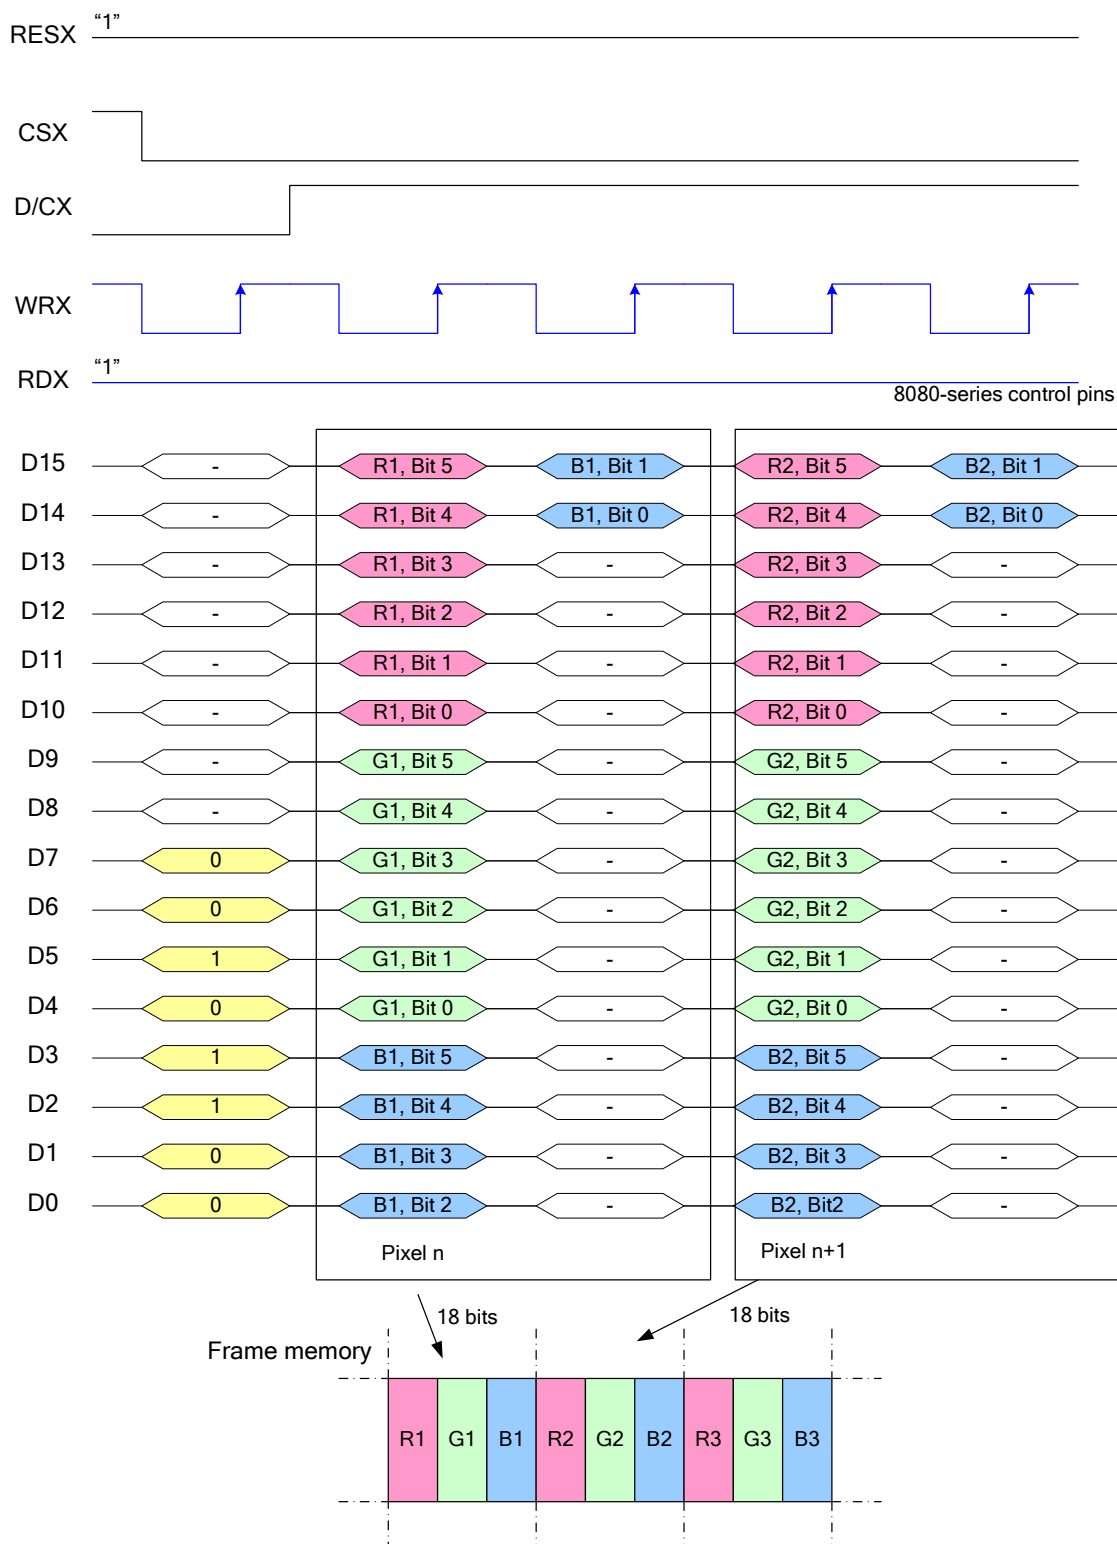 RESX “1”
CSX
D/CX
WRX
RDX “1”
8080-series control pins
D15 - R1, Bit 5 B1, Bit 1 R2, Bit 5 B2, Bit 1
D14 - R1, Bit 4 B1, Bit 0 R2, Bit 4 B2, Bit 0
D13 - R1, Bit 3 - R2, Bit 3 -
D12 - R1, Bit 2 - R2, Bit 2 -
D11 - R1, Bit 1 - R2, Bit 1 -
D10 - R1, Bit 0 - R2, Bit 0 -
D9 - G1, Bit 5 - G2, Bit 5 -
D8 - G1, Bit 4 - G2, Bit 4 -
D7 0 G1, Bit 3 - G2, Bit 3 -
D6 0 G1, Bit 2 - G2, Bit 2 -
D5 1 G1, Bit 1 - G2, Bit 1 -
D4 0 G1, Bit 0 - G2, Bit 0 -
D3 1 B1, Bit 5 - B2, Bit 5 -
D2 1 B1, Bit 4 - B2, Bit 4 -
D1 0 B1, Bit 3 - B2, Bit 3 -
D0 0 B1, Bit 2 - B2, Bit2 -
Pixel n Pixel n+1
18 bits 18 bits
Frame memory
R1 G1 B1 R2 G2 B2 R3 G3 B3